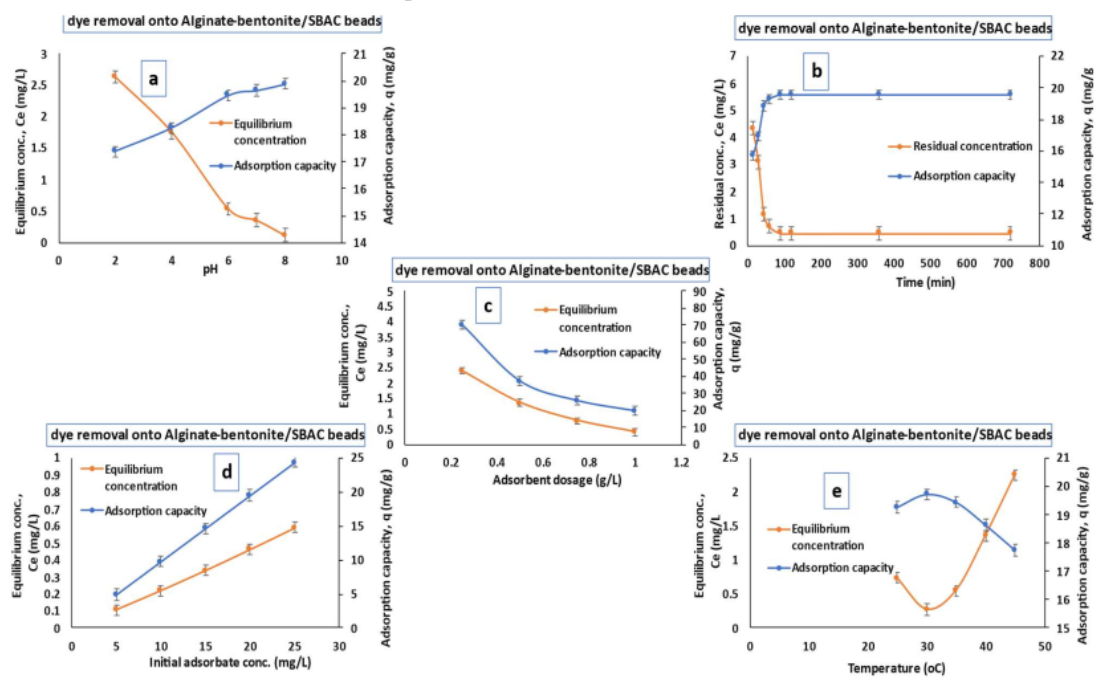 dye removal onto Alginate-bentonite/SBAC beads
a
Equilibrium conc., Ce (mg/L)
3
2.5
2
1.5
1
0.5
0
21
20
19
18
17
16
15
14
Adsorption capacity, q (mg/g)
Equilibrium
concentration
Adsorption capacity
0 2 4 6 8 10
pH
dye removal onto Alginate-bentonite/SBAC beads
b
Residual conc., Ce (mg/L)
7
6
5
4
3
2
1
0
22
20
18
16
14
12
10
Adsorption capacity, q (mg/g)
Residual concentration
Adsorption capacity
0 100 200 300 400 500 600 700 800
Time (min)
dye removal onto Alginate-bentonite/SBAC beads
c
Equilibrium conc.,
Ce (mg/L)
5
4.5
4
3.5
3
2.5
2
1.5
1
0.5
0
90
80
70
60
50
40
30
20
10
0
Adsorption capacity,
q (mg/g)
Equilibrium
concentration
Adsorption capacity
0 0.2 0.4 0.6 0.8 1 1.2
Adsorbent dosage (g/L)
dye removal onto Alginate-bentonite/SBAC beads
d
Equilibrium conc.,
Ce (mg/L)
1
0.9
0.8
0.7
0.6
0.5
0.4
0.3
0.2
0.1
0
25
20
15
10
5
0
Adsorption capacity, q (mg/g)
Equilibrium
concentration
Adsorption capacity
0 5 10 15 20 25 30
Initial adsorbate conc. (mg/L)
dye removal onto Alginate-bentonite/SBAC beads
e
Equilibrium conc.,
Ce (mg/L
2.5
2
1.5
1
0.5
0
21
20
19
18
17
16
15
Adsorption capacity, q (mg/g)
Equilibrium
concentration
Adsorption capacity
0 10 20 30 40 50
Temperature (oC)